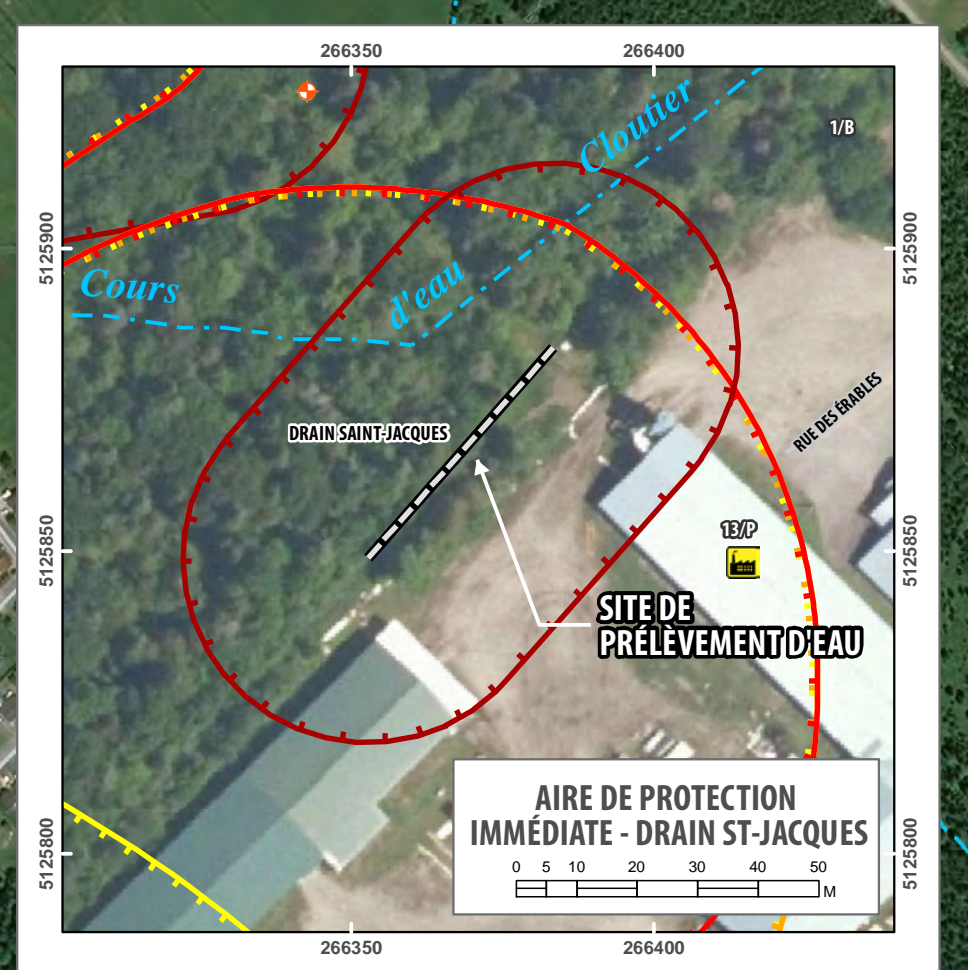 266350
266400
Cloutier
1/B
5125900
5125900
Cours
d'eau
RUE DES ÉRABLES
DRAIN SAINT-JACQUES
13/P
5125850
5125850
SITE DE
PRÉLÈVEMENT D'EAU
AIRE DE PROTECTION
IMMÉDIATE - DRAIN ST-JACQUES
0 5 10 20 30 40 50
M
5125800
5125800
266350
266400